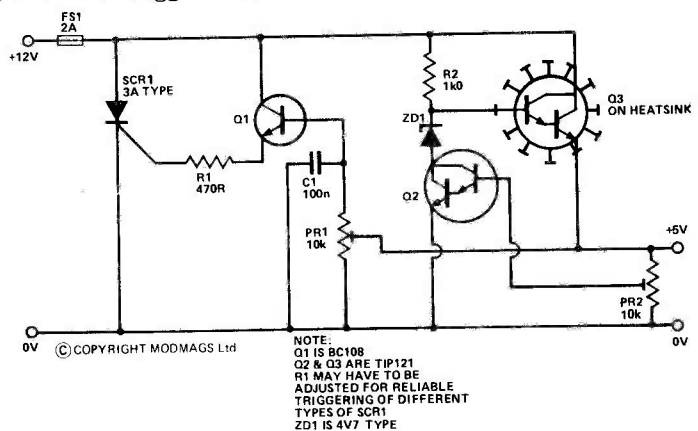 FS1
2A
+12V
SCR1
3A TYPE
Q1
R1
470R
C1
100n
PR1
10k
R2
1k0
ZD1
Q2
Q3
ON HEATSINK
+5V
PR2
10k
0V
0V
© COPYRIGHT MODMAGS Ltd
NOTE:
Q1 IS BC108
Q2 & Q3 ARE TIP121
R1 MAY HAVE TO BE
ADJUSTED FOR RELIABLE
TRIGGERING OF DIFFERENT
TYPES OF SCR1
ZD1 IS 4V7 TYPE